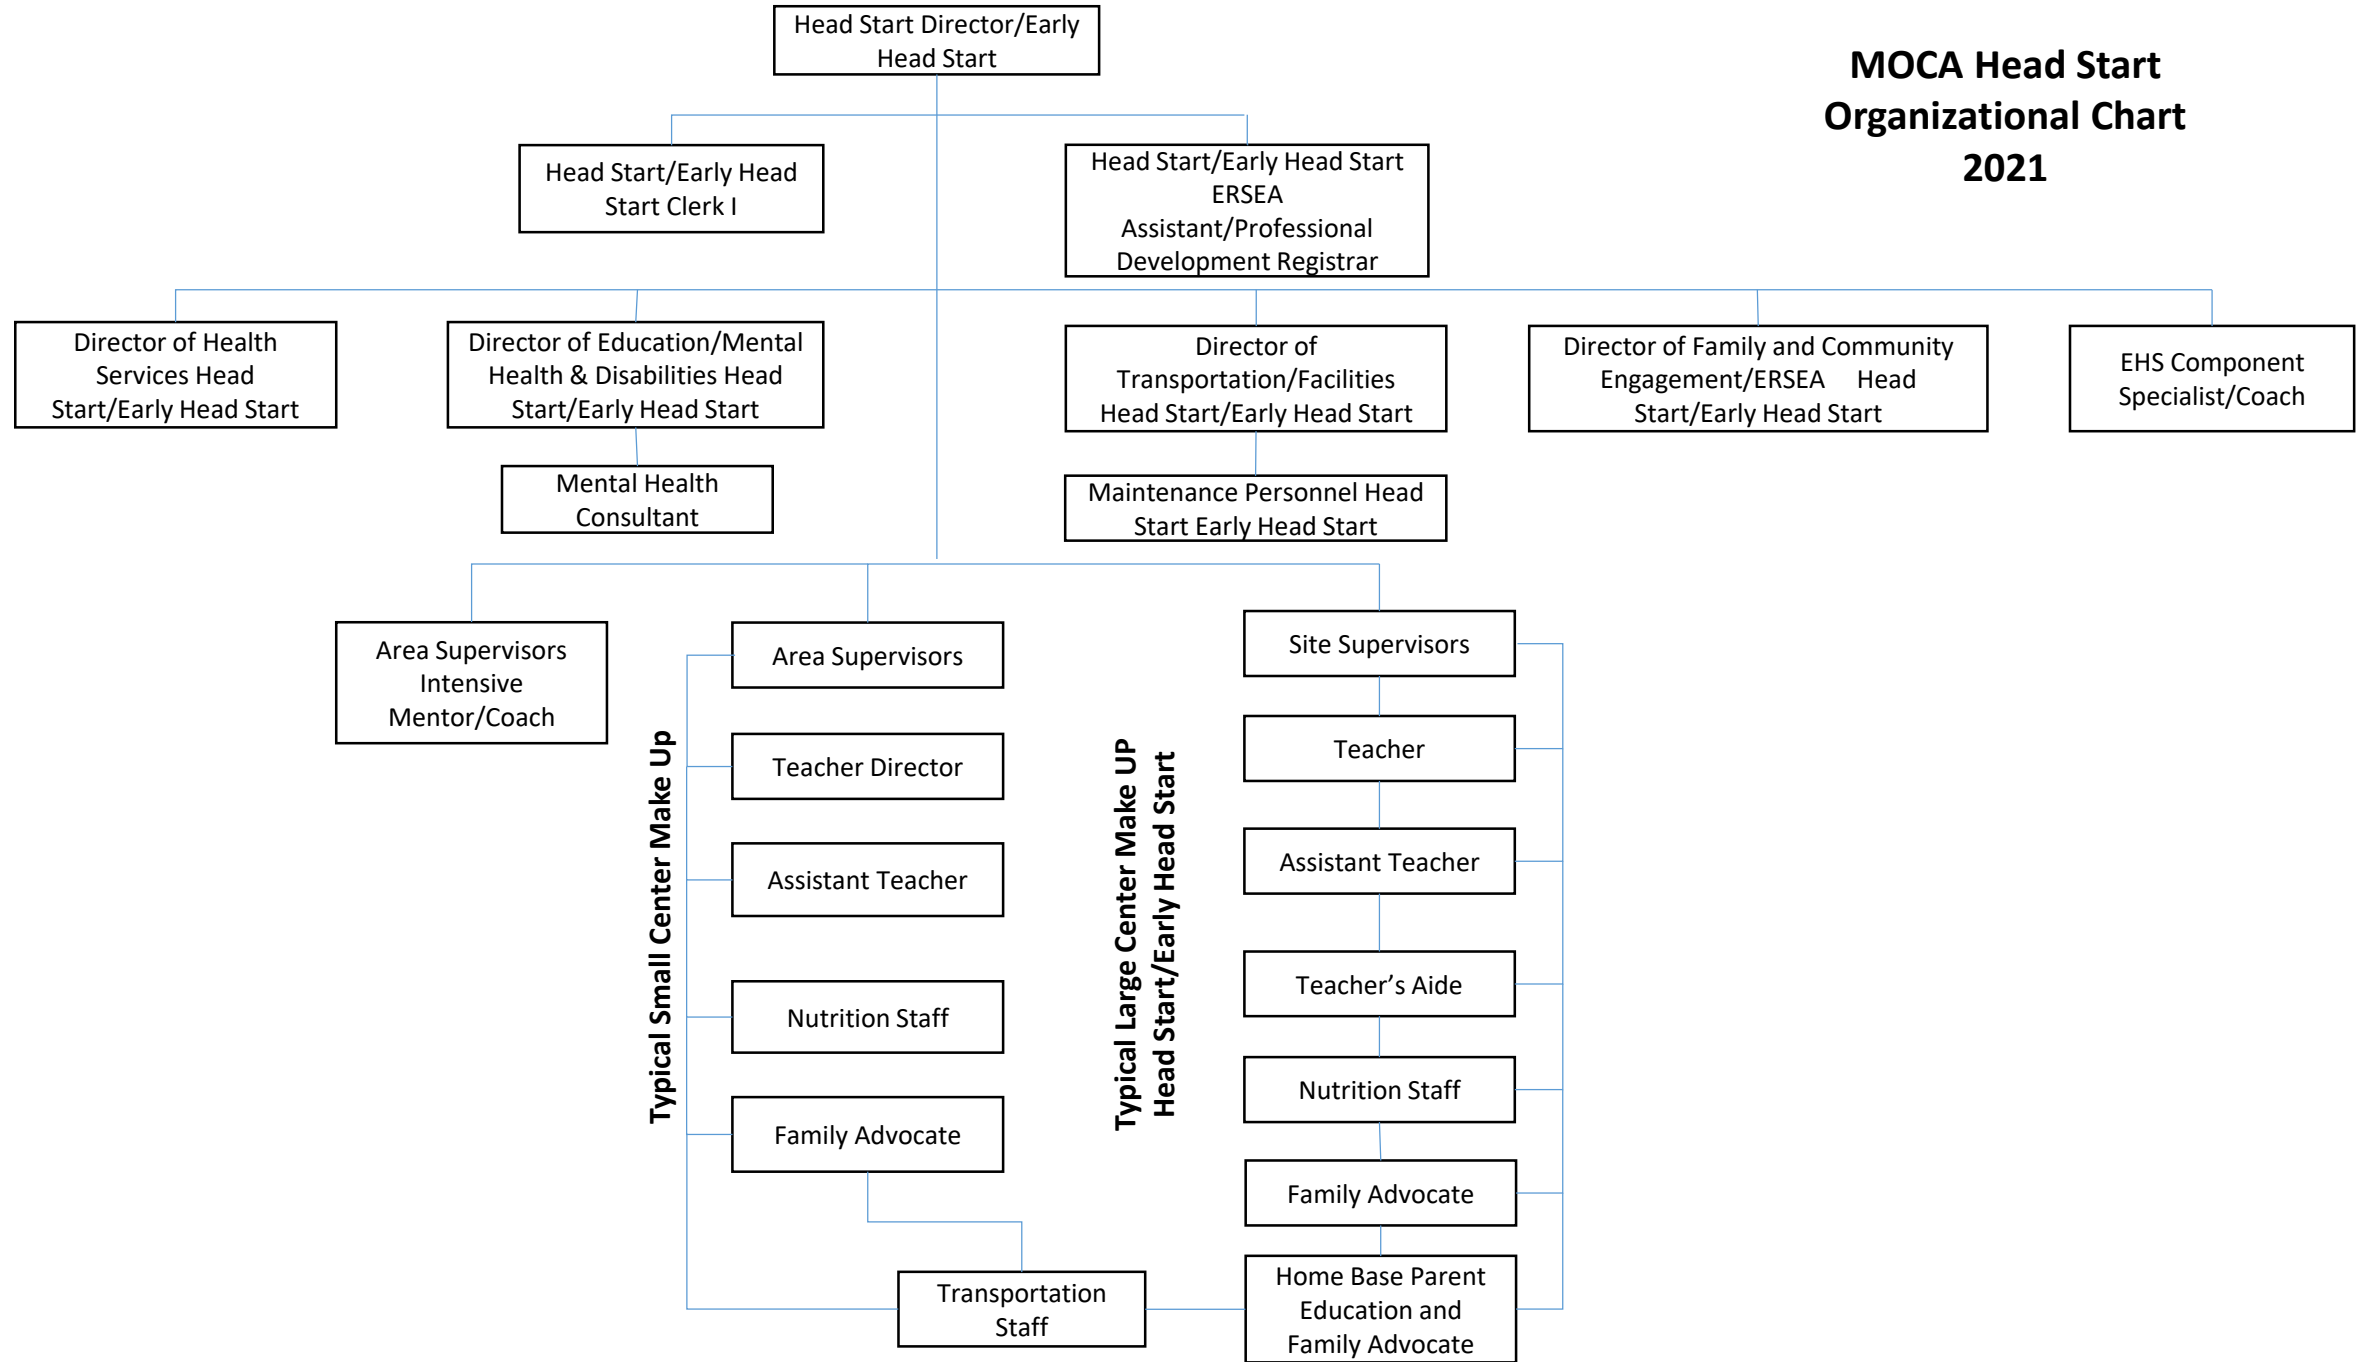 Head Start Director/Early
Head Start
MOCA Head Start
Organizational Chart
2021
Head Start/Early Head
Start Clerk I
Head Start/Early Head Start
ERSEA
Assistant/Professional
Development Registrar
Director of Health
Services Head
Start/Early Head Start
Director of Education/Mental
Health & Disabilities Head
Start/Early Head Start
Director of
Transportation/Facilities
Head Start/Early Head Start
Director of Family and Community
Engagement/ERSEA Head
Start/Early Head Start
EHS Component
Specialist/Coach
Mental Health
Consultant
Maintenance Personnel Head
Start Early Head Start
Area Supervisors
Intensive
Mentor/Coach
Typical Small Center Make Up
Area Supervisors
Teacher Director
Assistant Teacher
Nutrition Staff
Family Advocate
Typical Large Center Make UP
Head Start/Early Head Start
Site Supervisors
Teacher
Assistant Teacher
Teacher’s Aide
Nutrition Staff
Family Advocate
Transportation
Staff
Home Base Parent
Education and
Family Advocate